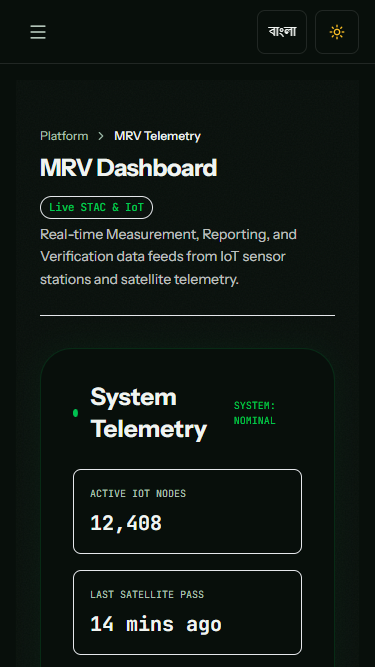 বাংলা
Platform > MRV Telemetry
MRV Dashboard
Live STAC & IoT
Real-time Measurement, Reporting, and
Verification data feeds from IoT sensor
stations and satellite telemetry.
System
Telemetry
SYSTEM:
NOMINAL
ACTIVE IOT NODES
12,408
LAST SATELLITE PASS
14 mins ago